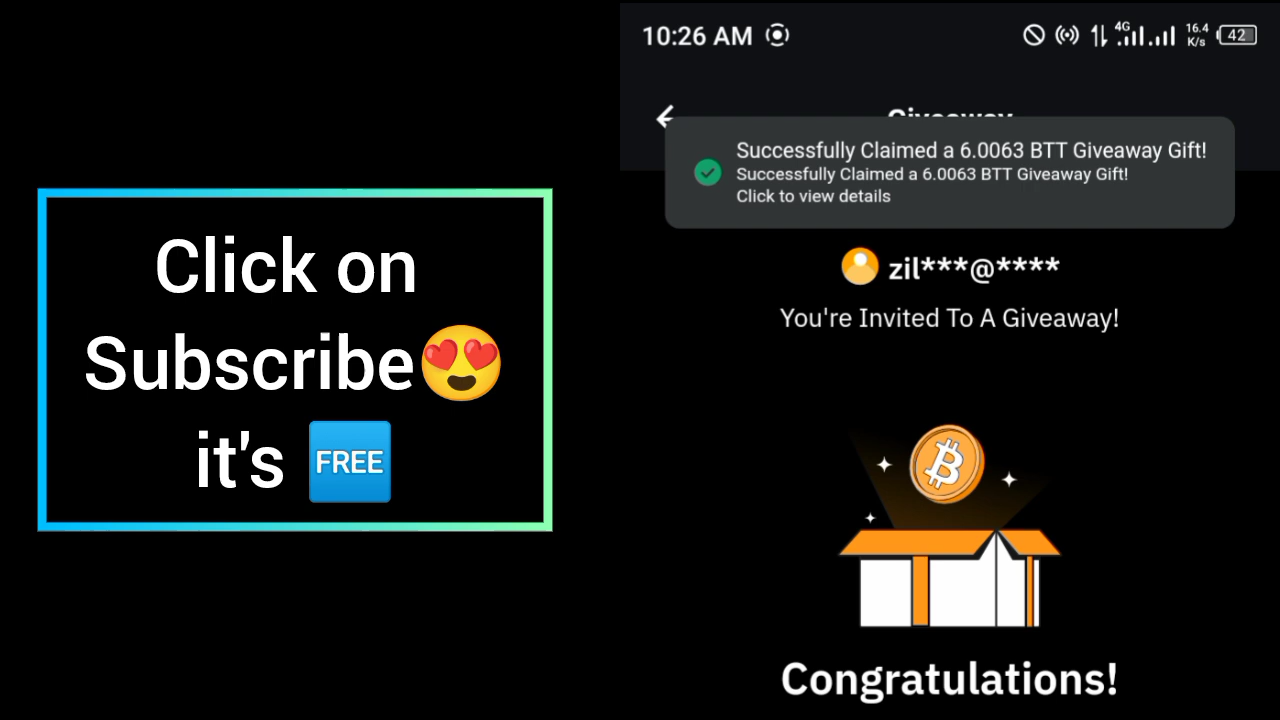 Click on
Subscribe😍
it's 🆓
10:26 AM
4G
16.4
K/s
42
Giveaway
Successfully Claimed a 6.0063 BTT Giveaway Gift!
Successfully Claimed a 6.0063 BTT Giveaway Gift!
Click to view details
zil***@****
You're Invited To A Giveaway!
Congratulations!